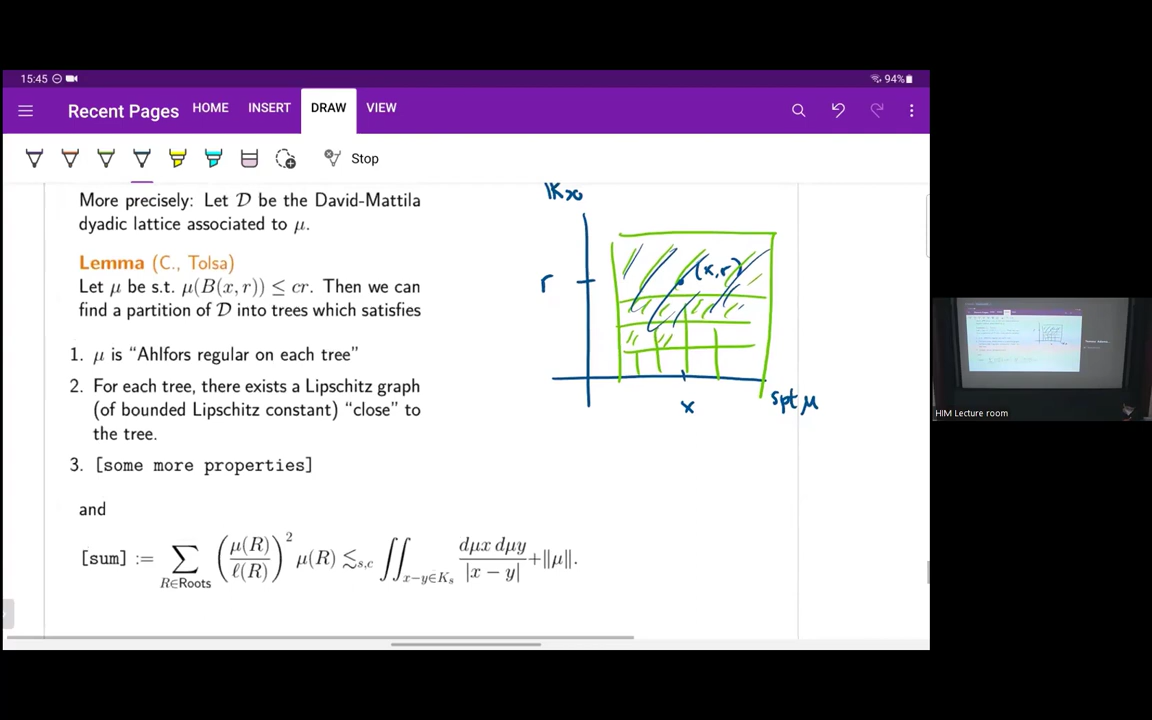 15:45
94%
Recent Pages
HOME
INSERT
DRAW
VIEW
Stop
More precisely: Let 𝒟 be the David-Mattila
dyadic lattice associated to μ.
Lemma (C., Tolsa)
Let μ be s.t. μ(B(x, r)) ≤ cr. Then we can
find a partition of 𝒟 into trees which satisfies
1. μ is “Ahlfors regular on each tree”
2. For each tree, there exists a Lipschitz graph
(of bounded Lipschitz constant) “close” to
the tree.
3. [some more properties]
and
[sum] := ∑_{R∈Roots} (μ(R)/ℓ(R))² μ(R) ≲_{s,c} ∬_{x−y∈K_s} dμx dμy / |x − y| + ‖μ‖.
r
(x,r)
x
spt μ
HIM Lecture room